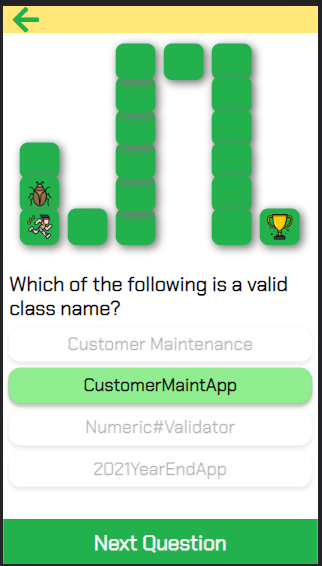 Which of the following is a valid
class name?
Customer Maintenance
CustomerMaintApp
Numeric#Validator
2021YearEndApp
Next Question